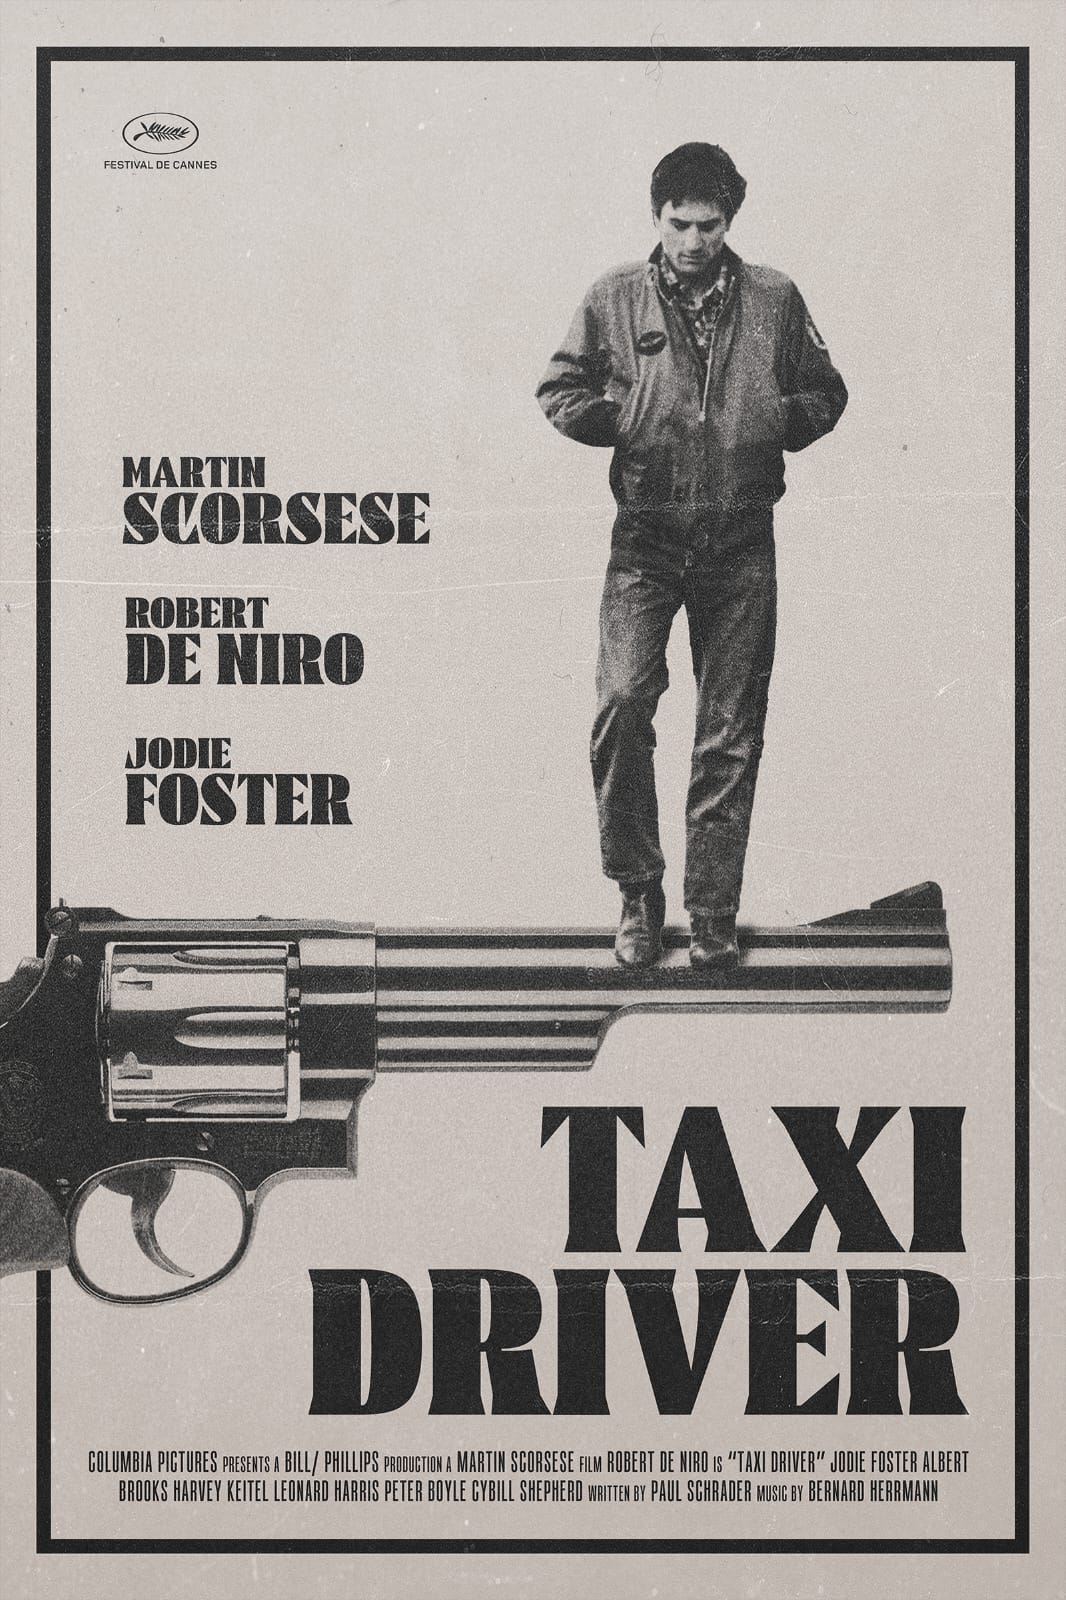 FESTIVAL DE CANNES
MARTIN
SCORSESE
ROBERT
DE NIRO
JODIE
FOSTER
TAXI
DRIVER
COLUMBIA PICTURES PRESENTS A BILL/ PHILLIPS PRODUCTION A MARTIN SCORSESE FILM ROBERT DE NIRO IS “TAXI DRIVER” JODIE FOSTER ALBERT
BROOKS HARVEY KEITEL LEONARD HARRIS PETER BOYLE CYBILL SHEPHERD WRITTEN BY PAUL SCHRADER MUSIC BY BERNARD HERRMANN